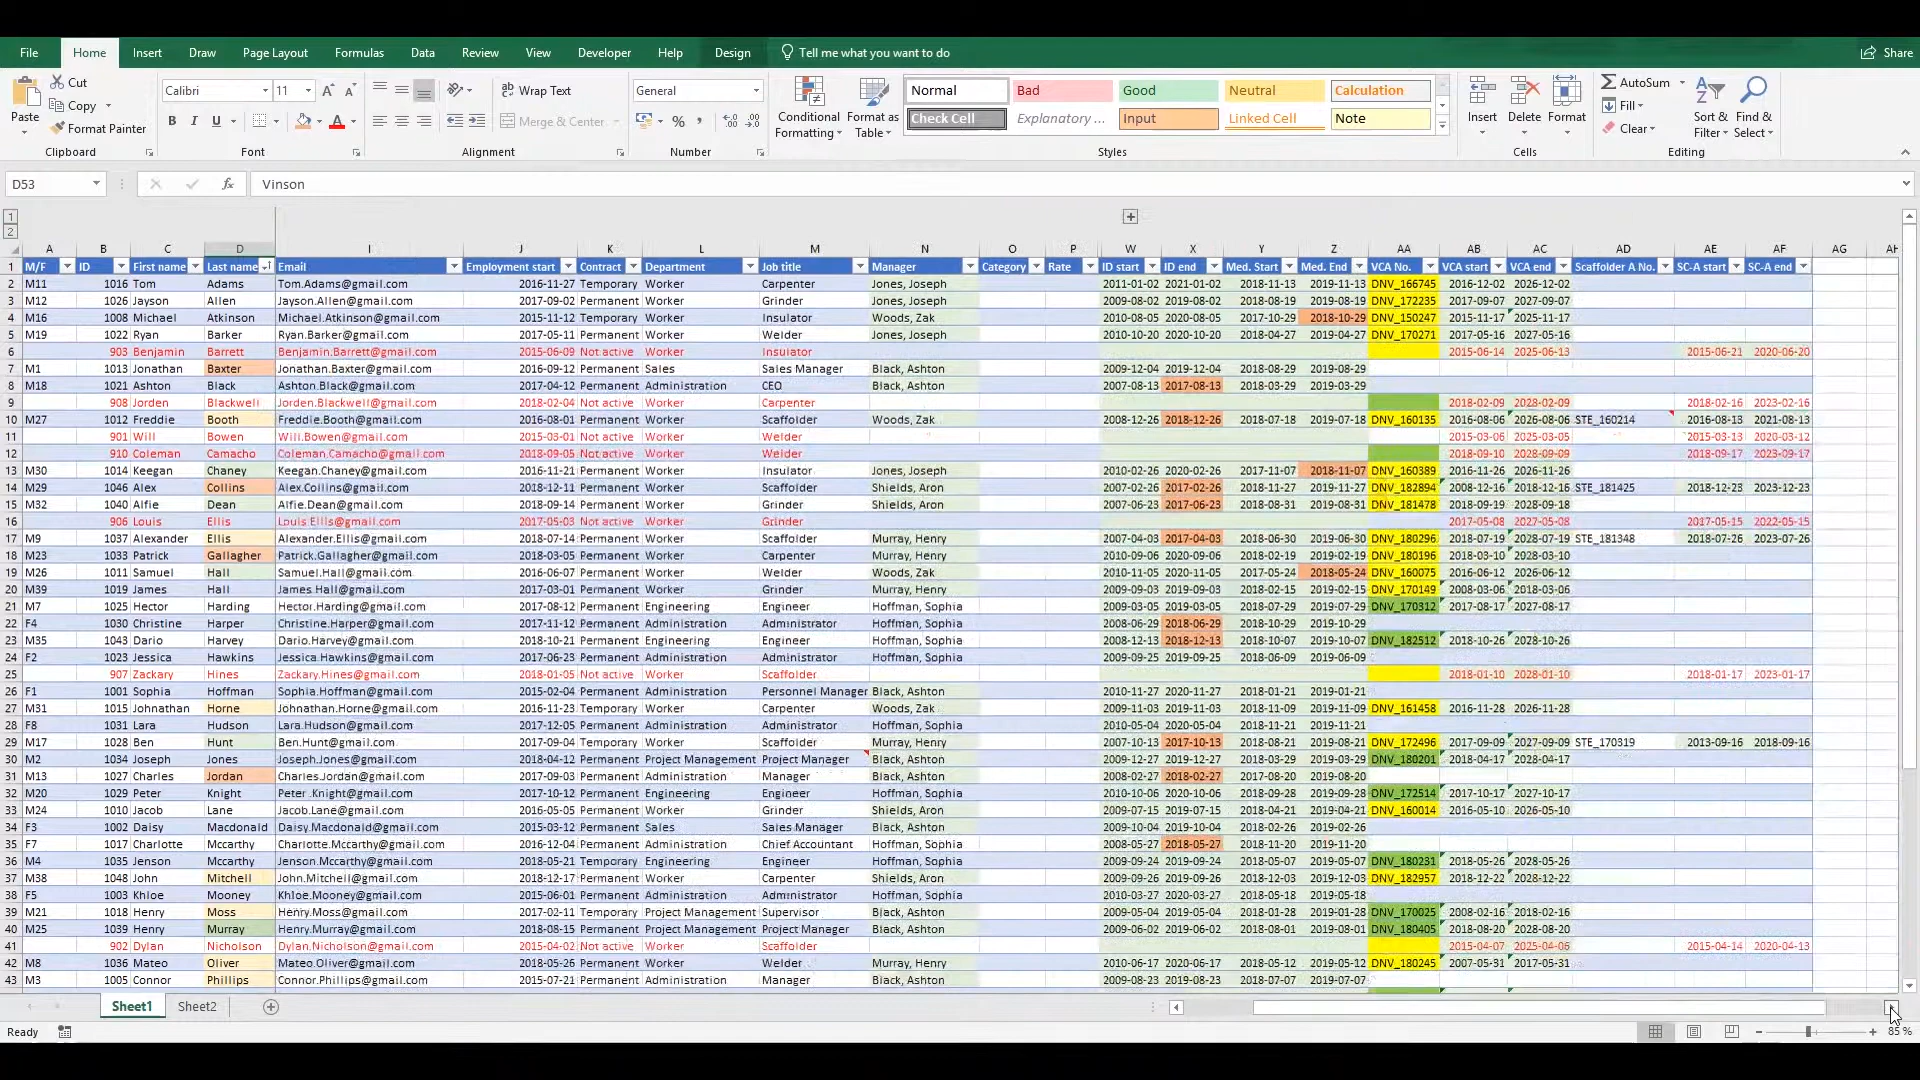 File Home Insert Draw Page Layout Formulas Data Review View Developer Help Design Tell me what you want to do Share
Cut
Copy
Format Painter
Paste
Clipboard
Calibri 11
B I U
Font
Wrap Text
Merge & Center
Alignment
General
Number
Conditional Formatting
Format as Table
Normal Bad Good Neutral Calculation
Check Cell Explanatory ... Input Linked Cell Note
Styles
Insert Delete Format
Cells
AutoSum
Fill
Clear
Sort & Filter
Find & Select
Editing
D53 fx Vinson
1
2
A B C D I J K L M N O P W X Y Z AA AB AC AD AE AF AG AH
1 M/F ID First name Last name Email Employment start Contract Department Job title Manager Category Rate ID start ID end Med. Start Med. End VCA No. VCA start VCA end Scaffolder A No. SC-A start SC-A end
2 M11 1016 Tom Adams Tom.Adams@gmail.com 2016-11-27 Temporary Worker Carpenter Jones, Joseph 2011-01-02 2021-01-02 2018-11-13 2019-11-13 DNV_166745 2016-12-02 2026-12-02
3 M12 1026 Jayson Allen Jayson.Allen@gmail.com 2017-09-02 Permanent Worker Carpenter Jones, Joseph 2009-08-02 2019-08-02 2018-08-19 2019-08-19 DNV_172235 2017-09-07 2027-09-07
4 M16 1008 Michael Atkinson Michael.Atkinson@gmail.com 2015-11-12 Temporary Worker Insulator Woods, Zak 2010-08-05 2020-08-05 2017-10-29 2018-10-29 DNV_150247 2015-11-17 2025-11-17
5 M19 1022 Ryan Barker Ryan.Barker@gmail.com 2017-05-11 Permanent Worker Welder Jones, Joseph 2010-10-20 2020-10-20 2018-04-27 2019-04-27 DNV_170271 2017-05-16 2027-05-16
6 903 Benjamin Barrett Benjamin.Barrett@gmail.com 2015-06-09 Not active Worker Insulator 2015-06-14 2025-06-13 2015-06-21 2020-06-20
7 M1 1013 Jonathan Baxter Jonathan.Baxter@gmail.com 2016-09-12 Permanent Sales Sales Manager Black, Ashton 2009-12-04 2019-12-04 2018-08-29 2019-08-29
8 M18 1021 Ashton Black Ashton.Black@gmail.com 2017-04-12 Permanent Administration CEO Black, Ashton 2007-08-13 2017-08-13 2018-03-29 2019-03-29
9 908 Jorden Blackwell Jorden.Blackwell@gmail.com 2018-02-04 Not active Worker Carpenter 2018-02-09 2028-02-09 2018-02-16 2023-02-16
10 M27 1012 Freddie Booth Freddie.Booth@gmail.com 2016-08-01 Permanent Worker Scaffolder Woods, Zak 2008-12-26 2018-12-26 2018-07-18 2019-07-18 DNV_160135 2016-08-06 2026-08-06 STE_160214 2016-08-13 2021-08-13
11 901 Will Bowen Will.Bowen@gmail.com 2015-03-01 Not active Worker Welder 2015-03-06 2025-03-05 2015-03-13 2020-03-12
12 910 Coleman Camacho Coleman.Camacho@gmail.com 2018-09-05 Not active Worker Welder 2018-09-10 2028-09-09 2018-09-17 2023-09-17
13 M30 1014 Keegan Chaney Keegan.Chaney@gmail.com 2016-11-21 Permanent Worker Insulator Jones, Joseph 2010-02-26 2020-02-26 2017-11-07 2018-11-07 DNV_160389 2016-11-26 2026-11-26
14 M29 1046 Alex Collins Alex.Collins@gmail.com 2018-12-11 Permanent Worker Scaffolder Shields, Aron 2007-02-26 2017-02-26 2018-11-27 2019-11-27 DNV_182894 2008-12-16 2018-12-16 STE_181425 2018-12-23 2023-12-23
15 M32 1040 Alfie Dean Alfie.Dean@gmail.com 2018-09-14 Permanent Worker Grinder Shields, Aron 2007-06-23 2017-06-23 2018-08-31 2019-08-31 DNV_181478 2018-09-19 2028-09-18
16 906 Louis Ellis Louis.Ellis@gmail.com 2017-05-03 Not active Worker Grinder 2017-05-08 2027-05-08 2017-05-15 2022-05-15
17 M9 1037 Alexander Ellis Alexander.Ellis@gmail.com 2018-07-14 Permanent Worker Carpenter Murray, Henry 2007-04-03 2017-04-03 2018-06-30 2019-06-30 DNV_180296 2018-07-19 2028-07-19 STE_181348 2018-07-26 2023-07-26
18 M23 1033 Patrick Gallagher Patrick.Gallagher@gmail.com 2018-03-05 Permanent Worker Carpenter Murray, Henry 2010-09-06 2020-09-06 2018-02-19 2019-02-19 DNV_180196 2018-03-10 2028-03-10
19 M26 1011 Samuel Hall Samuel.Hall@gmail.com 2016-06-07 Permanent Worker Welder Woods, Zak 2010-11-05 2020-11-05 2017-05-24 2018-05-24 DNV_160075 2016-06-12 2026-06-12
20 M39 1019 James Hall James.Hall@gmail.com 2017-03-01 Permanent Worker Grinder Murray, Henry 2009-09-03 2019-09-03 2018-02-15 2019-02-15 DNV_170149 2008-03-06 2018-03-06
21 M7 1025 Hector Harding Hector.Harding@gmail.com 2017-08-12 Permanent Engineering Engineer Hoffman, Sophia 2009-03-05 2019-03-05 2018-07-29 2019-07-29 DNV_170312 2017-08-17 2027-08-17
22 F4 1030 Christine Harper Christine.Harper@gmail.com 2017-11-12 Permanent Administration Administrator Hoffman, Sophia 2008-06-29 2018-06-29 2018-10-29 2019-10-29
23 M35 1043 Dario Harvey Dario.Harvey@gmail.com 2018-10-21 Permanent Engineering Engineer Hoffman, Sophia 2008-12-13 2018-12-13 2018-10-07 2019-10-07 DNV_182512 2018-10-26 2028-10-26
24 F2 1023 Jessica Hawkins Jessica.Hawkins@gmail.com 2017-06-23 Permanent Administration Administrator Hoffman, Sophia 2009-09-25 2019-09-25 2018-06-09 2019-06-09
25 907 Zackary Hines Zackary.Hines@gmail.com 2018-01-05 Not active Worker Welder 2018-01-10 2028-01-10 2018-01-17 2023-01-17
26 F1 1001 Sophia Hoffman Sophia.Hoffman@gmail.com 2015-02-04 Permanent Administration Personnel Manager Black, Ashton 2010-11-27 2020-11-27 2018-01-21 2019-01-21
27 M31 1015 Johnathan Horne Johnathan.Horne@gmail.com 2016-11-23 Temporary Worker Carpenter Woods, Zak 2009-11-03 2019-11-03 2018-11-09 2019-11-09 DNV_161458 2016-11-28 2026-11-28
28 F8 1031 Lara Hudson Lara.Hudson@gmail.com 2017-12-05 Permanent Administration Administrator Hoffman, Sophia 2010-05-04 2020-05-04 2018-11-21 2019-11-21
29 M17 1028 Ben Hunt Ben.Hunt@gmail.com 2017-09-04 Temporary Worker Scaffolder Murray, Henry 2007-10-13 2017-10-13 2018-08-21 2019-08-21 DNV_172496 2017-09-09 2027-09-09 STE_170319 2013-09-16 2018-09-16
30 M2 1034 Joseph Jones Joseph.Jones@gmail.com 2018-04-12 Permanent Project Management Project Manager Black, Ashton 2009-12-27 2019-12-27 2018-03-29 2019-03-29 DNV_180201 2018-04-17 2028-04-17
31 M13 1027 Charles Jordan Charles.Jordan@gmail.com 2017-09-03 Permanent Administration Manager Black, Ashton 2008-02-27 2018-02-27 2017-08-20 2019-08-20
32 M20 1029 Peter Knight Peter .Knight@gmail.com 2017-10-12 Permanent Engineering Engineer Hoffman, Sophia 2010-10-06 2020-10-06 2018-09-28 2019-09-28 DNV_172514 2017-10-17 2027-10-17
33 M24 1010 Jacob Lane Jacob.Lane@gmail.com 2016-05-05 Permanent Worker Grinder Shields, Aron 2009-07-15 2019-07-15 2018-04-21 2019-04-21 DNV_160014 2016-05-10 2026-05-10
34 F3 1002 Daisy Macdonald Daisy.Macdonald@gmail.com 2015-03-12 Permanent Sales Sales Manager Black, Ashton 2009-10-04 2019-10-04 2018-02-26 2019-02-26
35 F7 1017 Charlotte Mccarthy Charlotte.Mccarthy@gmail.com 2016-12-04 Permanent Administration Chief Accountant Black, Ashton 2008-05-27 2018-05-27 2018-11-20 2019-11-20
36 M4 1035 Jenson Mccarthy Jenson.Mccarthy@gmail.com 2018-05-21 Temporary Engineering Engineer Hoffman, Sophia 2009-09-24 2019-09-24 2018-05-07 2019-05-07 DNV_180231 2018-05-26 2028-05-26
37 M38 1048 John Mitchell John.Mitchell@gmail.com 2018-12-17 Permanent Worker Carpenter Shields, Aron 2009-09-26 2019-09-26 2018-12-03 2019-12-03 DNV_182957 2018-12-22 2028-12-22
38 F5 1003 Khloe Mooney Khloe.Mooney@gmail.com 2015-06-01 Permanent Administration Administrator Hoffman, Sophia 2010-03-27 2020-03-27 2018-05-18 2019-05-18
39 M21 1018 Henry Moss Henry.Moss@gmail.com 2017-02-11 Temporary Project Management Supervisor Black, Ashton 2009-05-04 2019-05-04 2018-01-28 2019-01-28 DNV_170025 2008-02-16 2018-02-16
40 M25 1039 Henry Murray Henry.Murray@gmail.com 2018-08-15 Permanent Project Management Project Manager Black, Ashton 2009-06-02 2019-06-02 2018-08-01 2019-08-01 DNV_180405 2018-08-20 2028-08-20
41 902 Dylan Nicholson Dylan.Nicholson@gmail.com 2015-04-02 Not active Worker Scaffolder 2015-04-07 2025-04-06 2015-04-14 2020-04-13
42 M8 1036 Mateo Oliver Mateo.Oliver@gmail.com 2018-05-26 Permanent Worker Welder Murray, Henry 2010-06-17 2020-06-17 2018-05-12 2019-05-12 DNV_180245 2007-05-31 2017-05-31
43 M3 1005 Connor Phillips Connor.Phillips@gmail.com 2015-07-21 Permanent Administration Manager Black, Ashton 2009-08-23 2019-08-23 2018-07-07 2019-07-07
Sheet1 Sheet2
Ready 85 %